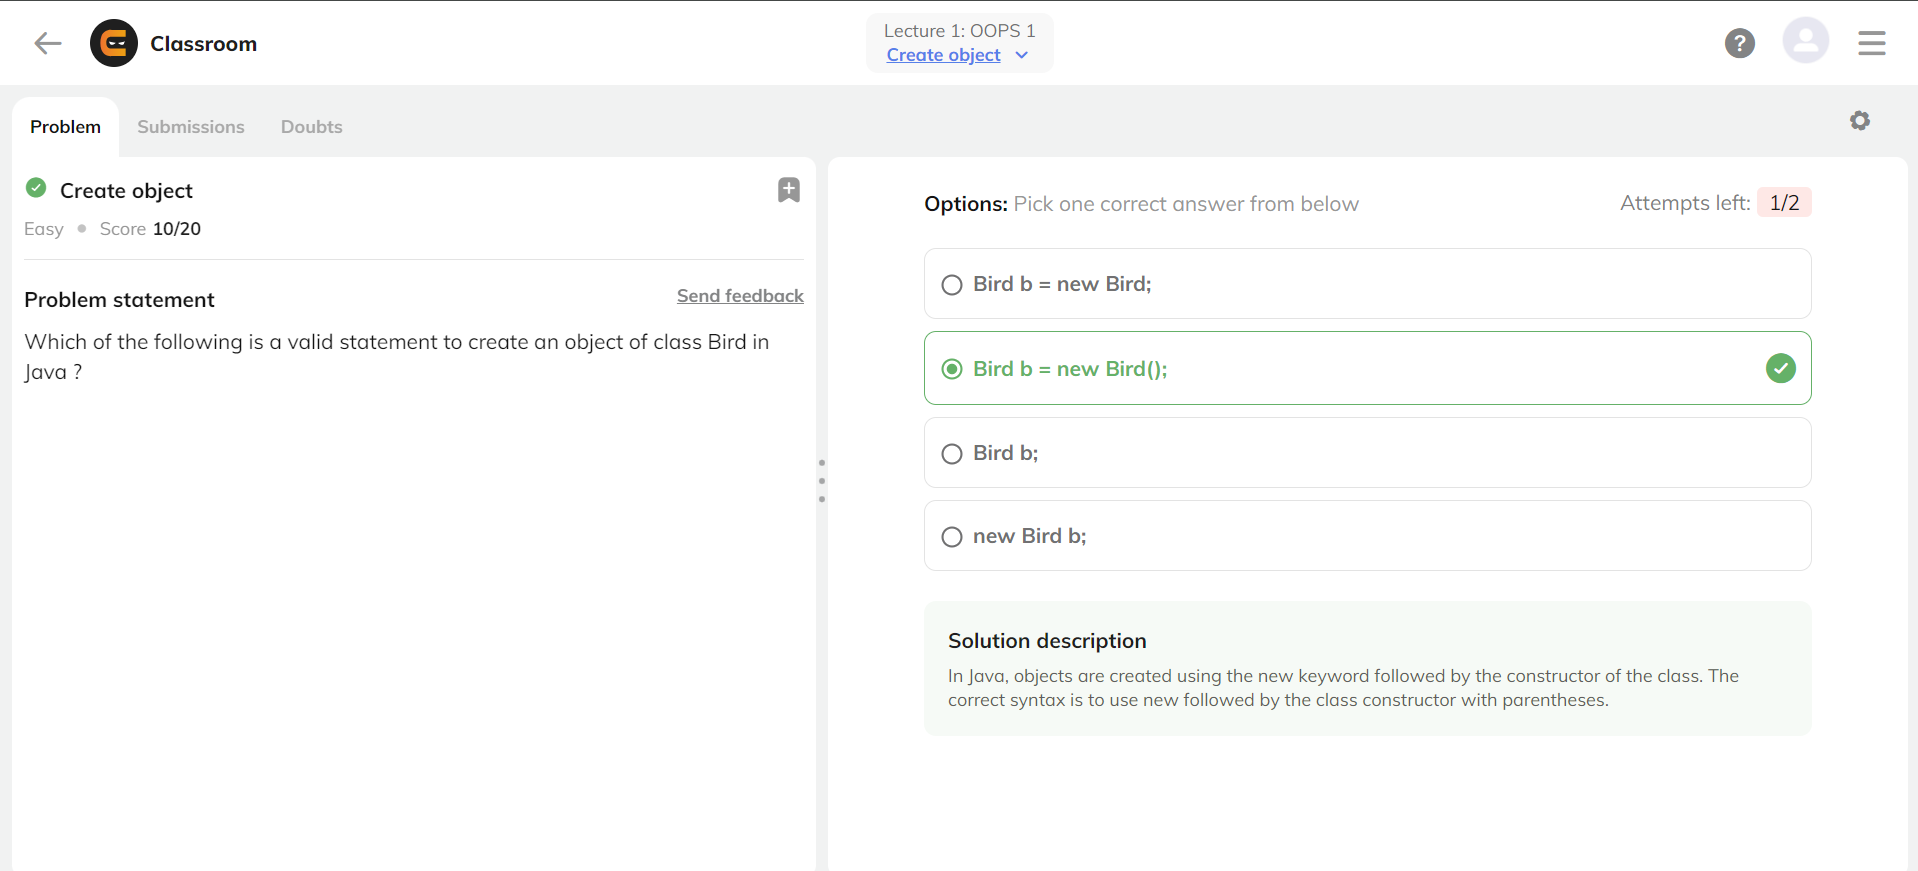 Classroom
Lecture 1: OOPS 1
Create object
?
Problem
Submissions
Doubts
Create object
Easy • Score 10/20
Problem statement
Send feedback
Which of the following is a valid statement to create an object of class Bird in
Java ?
Options: Pick one correct answer from below
Attempts left: 1/2
Bird b = new Bird;
Bird b = new Bird();
Bird b;
new Bird b;
Solution description
In Java, objects are created using the new keyword followed by the constructor of the class. The
correct syntax is to use new followed by the class constructor with parentheses.